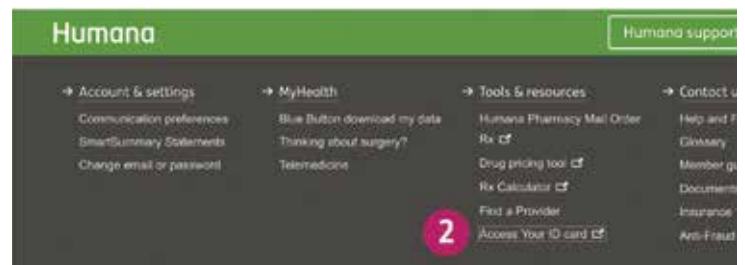 Humana
Humana support
→ Account & settings
Communication preferences
SmartSummary Statements
Change email or password
→ MyHealth
Blue Button download my data
Thinking about surgery?
Telemedicine
→ Tools & resources
Humana Pharmacy Mail Order
Rx
Drug pricing tool
Rx Calculator
Find a Provider
2 Access Your ID card
→ Contact u
Help and F
Glossary
Member gu
Documents
Insurance
Anti-Fraud